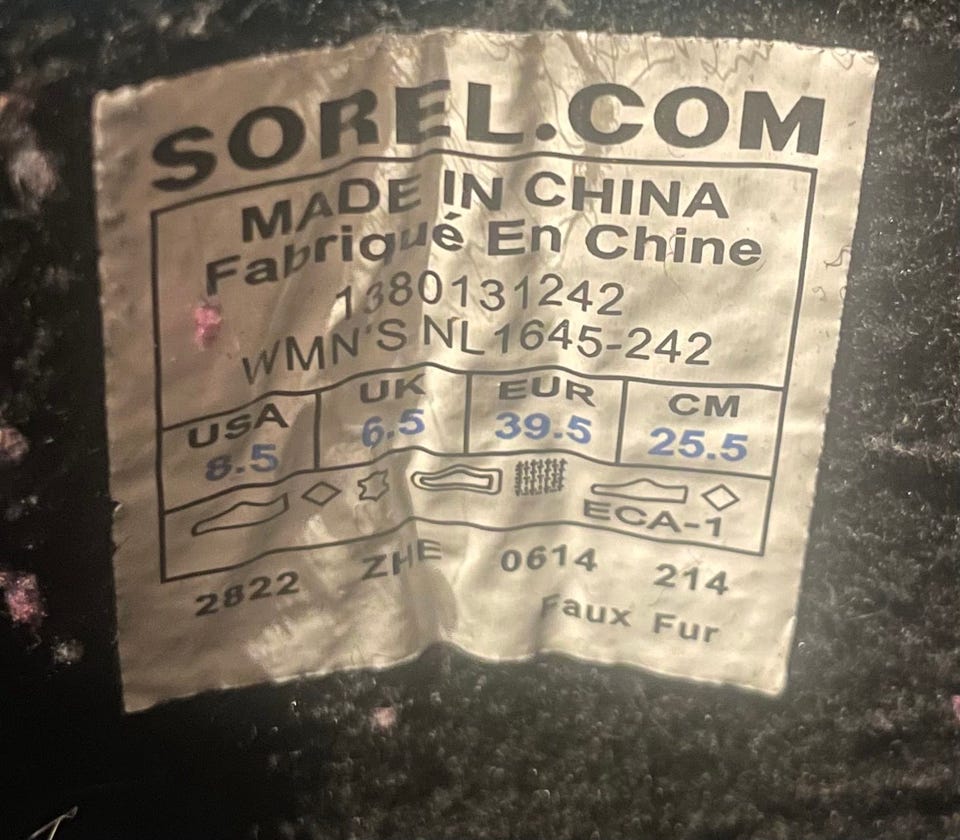 SOREL.COM
MADE IN CHINA
Fabriqué En Chine
1380131242
WMN'S NL1645-242
USA UK EUR CM
8.5 6.5 39.5 25.5
ECA-1
2822 ZHE 0614 214
Faux Fur